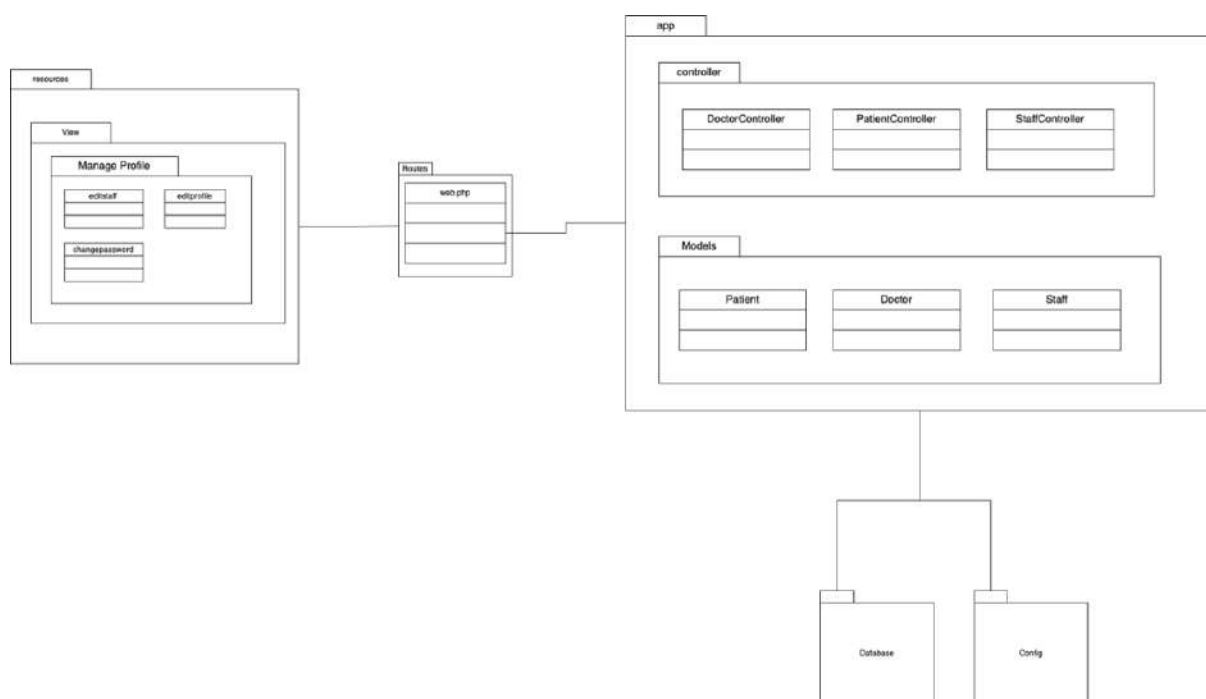 resources
View
Manage Profile
editstaff
editprofile
changepassword
Routes
web.php
app
controller
DoctorController
PatientController
StaffController
Models
Patient
Doctor
Staff
Database
Config